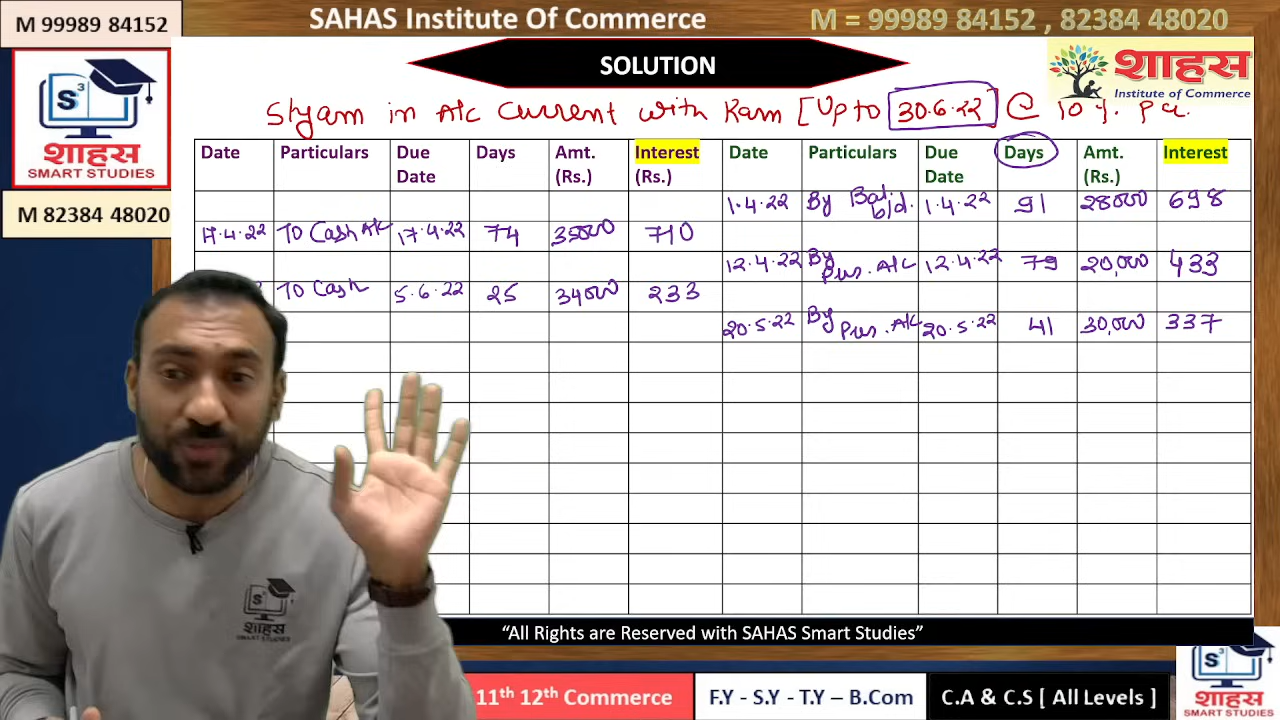 M 99989 84152
SAHAS Institute Of Commerce
M = 99989 84152 , 82384 48020
S³
शाहस
SMART STUDIES
M 82384 48020
SOLUTION
शाहस
Institute of Commerce
Shyam in A/c Current with Ram [Up to 30.6.22] @ 10 % p.a.
Date Particulars Due Date Days Amt. (Rs.) Interest (Rs.) Date Particulars Due Date Days Amt. (Rs.) Interest
1.4.22 By Bal. b/d. 1.4.22 91 28000 698
17.4.22 To Cash A/c 17.4.22 74 35000 710
12.4.22 By Pur. A/c 12.4.22 79 20,000 433
To Cash 5.6.22 25 34000 233
20.5.22 By Pur. A/c 20.5.22 41 30,000 337
S³
शाहस
SMART STUDIES
"All Rights are Reserved with SAHAS Smart Studies"
11th 12th Commerce
F.Y - S.Y - T.Y – B.Com
C.A & C.S [ All Levels ]
S³
शाहस